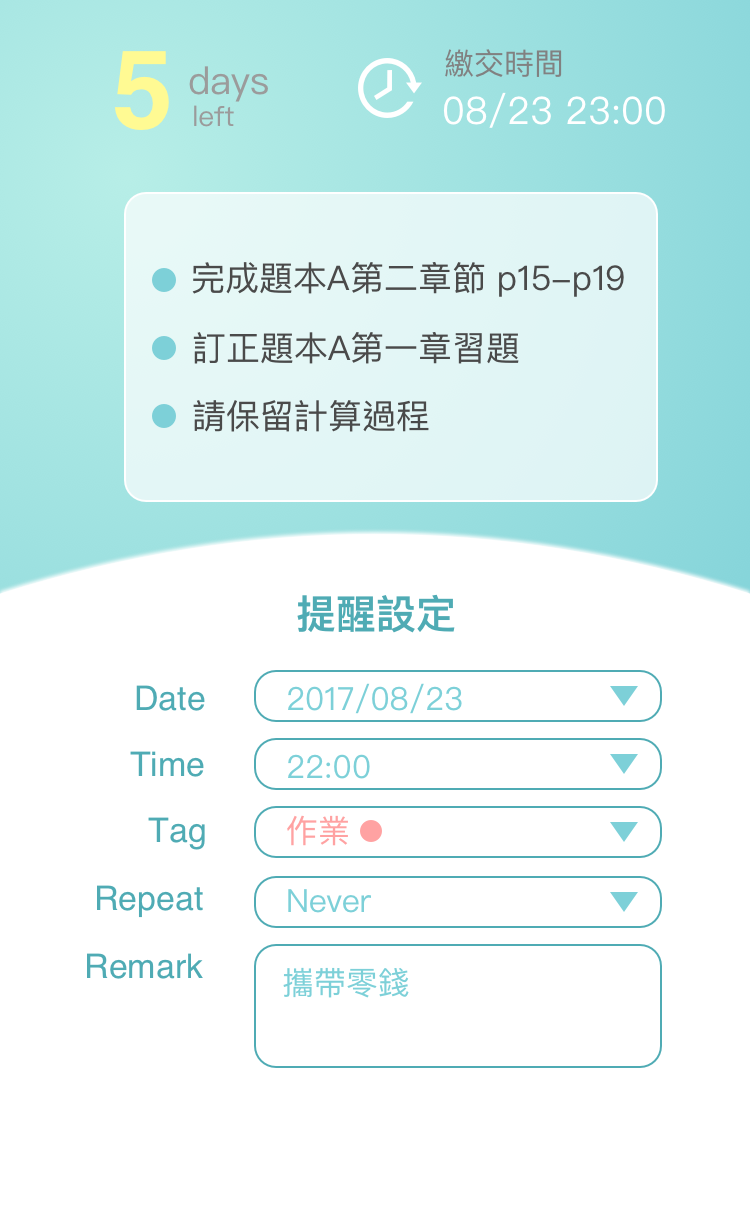 5 days left
繳交時間
08/23 23:00
完成題本A第二章節 p15–p19
訂正題本A第一章習題
請保留計算過程
提醒設定
Date 2017/08/23
Time 22:00
Tag 作業
Repeat Never
Remark 攜帶零錢